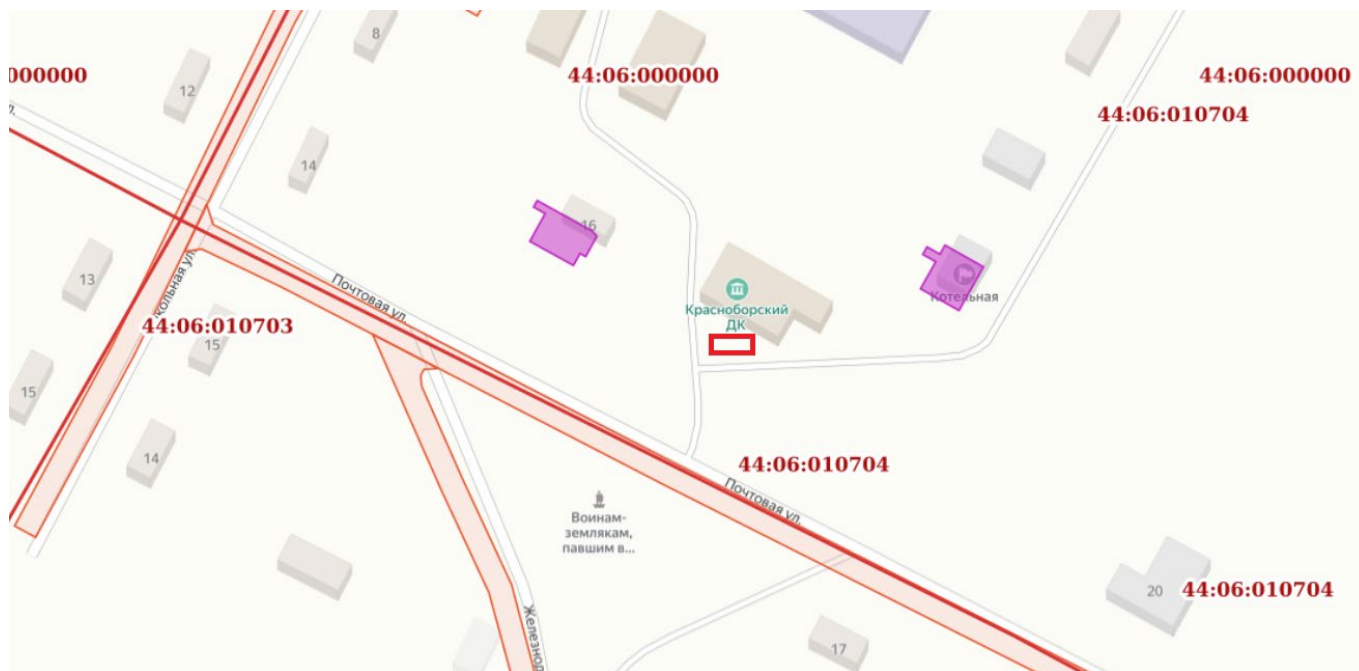 8
000000
44:06:000000
44:06:000000
12
44:06:010704
14
16
13
Почтовая ул.
Котельная
Красноборский
ДК
44:06:010703
15
15
14
44:06:010704
Почтовая ул.
Воинам-
землякам,
павшим в...
20
44:06:010704
Железнод
17